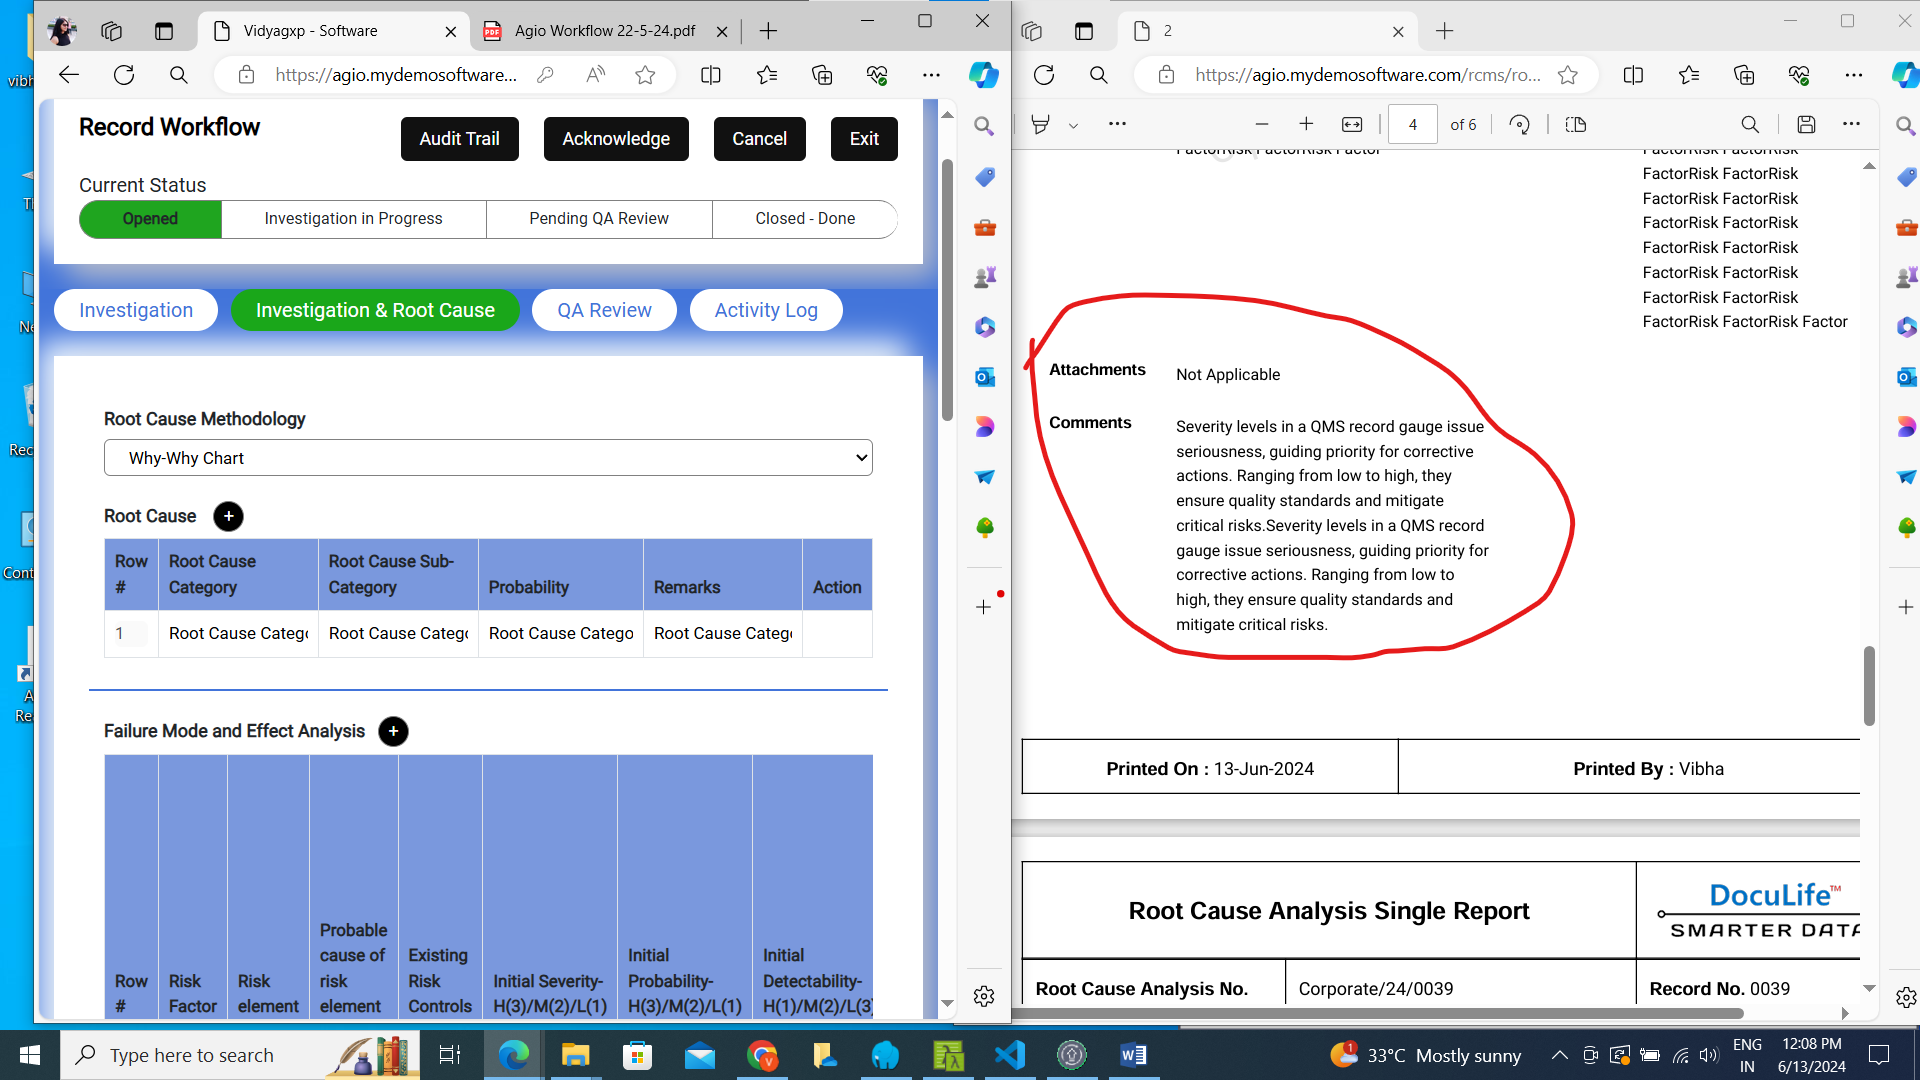 Vidyagxp - Software
Agio Workflow 22-5-24.pdf
https://agio.mydemosoftware...
Record Workflow
Audit Trail
Acknowledge
Cancel
Exit
Current Status
Opened
Investigation in Progress
Pending QA Review
Closed - Done
Investigation
Investigation & Root Cause
QA Review
Activity Log
Root Cause Methodology
Why-Why Chart
Root Cause +
Row #
Root Cause Category
Root Cause Sub-Category
Probability
Remarks
Action
1
Root Cause Catego
Root Cause Catego
Root Cause Catego
Root Cause Catego
Failure Mode and Effect Analysis +
Row #
Risk Factor
Risk element
Probable cause of risk element
Existing Risk Controls
Initial Severity- H(3)/M(2)/L(1)
Initial Probability- H(3)/M(2)/L(1)
Initial Detectability- H(1)/M(2)/L(3)
2
https://agio.mydemosoftware.com/rcms/ro...
4 of 6
FactorRisk FactorRisk Factor
FactorRisk FactorRisk
FactorRisk FactorRisk
FactorRisk FactorRisk
FactorRisk FactorRisk
FactorRisk FactorRisk
FactorRisk FactorRisk
FactorRisk FactorRisk
FactorRisk FactorRisk Factor
Attachments
Not Applicable
Comments
Severity levels in a QMS record gauge issue
seriousness, guiding priority for corrective
actions. Ranging from low to high, they
ensure quality standards and mitigate
critical risks.Severity levels in a QMS record
gauge issue seriousness, guiding priority for
corrective actions. Ranging from low to
high, they ensure quality standards and
mitigate critical risks.
Printed On : 13-Jun-2024
Printed By : Vibha
Root Cause Analysis Single Report
DocuLife™
SMARTER DATA
Root Cause Analysis No.
Corporate/24/0039
Record No. 0039
Type here to search
33°C Mostly sunny
ENG
IN
12:08 PM
6/13/2024